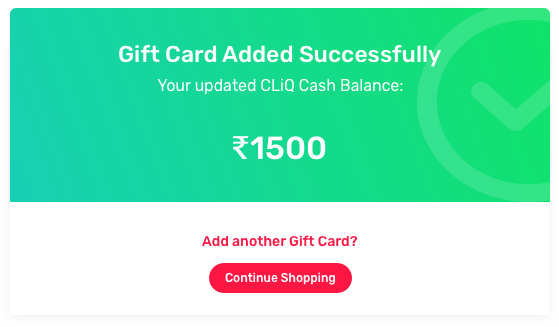 Gift Card Added Successfully
Your updated CLiQ Cash Balance:
₹1500
Add another Gift Card?
Continue Shopping